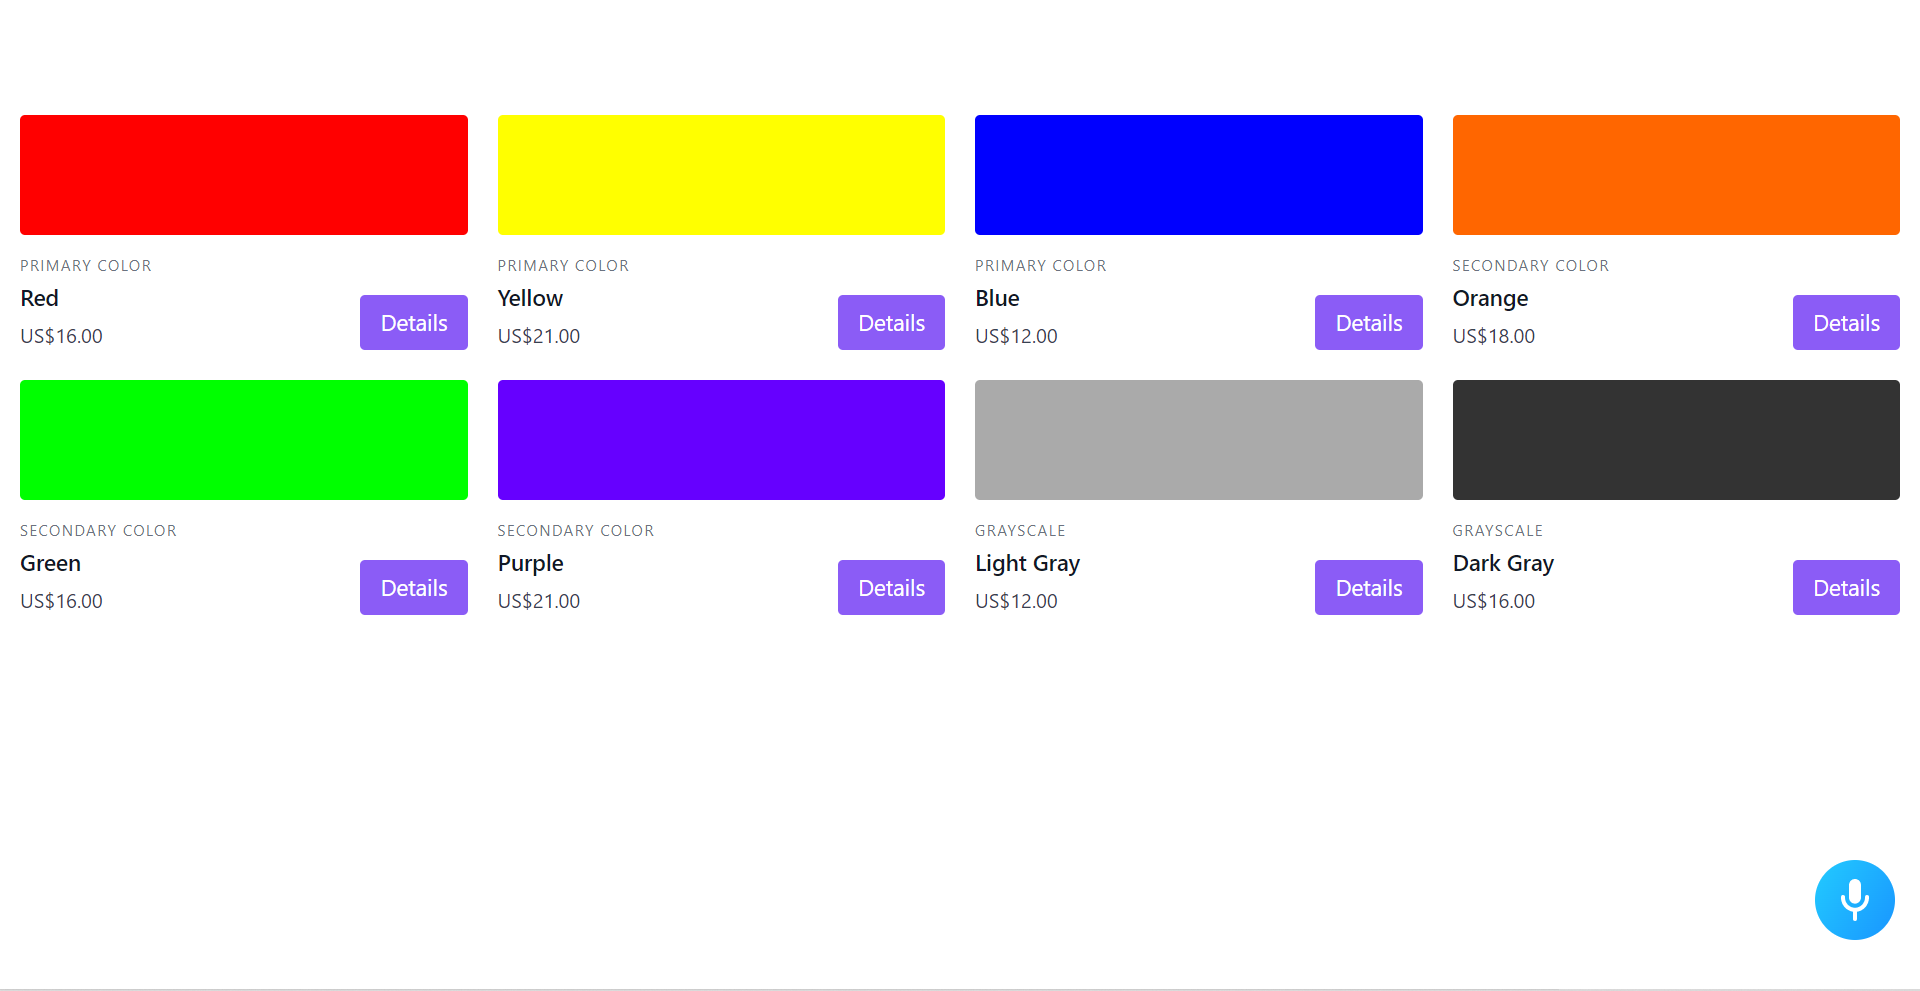 PRIMARY COLOR
Red
US$16.00
Details
PRIMARY COLOR
Yellow
US$21.00
Details
PRIMARY COLOR
Blue
US$12.00
Details
SECONDARY COLOR
Orange
US$18.00
Details
SECONDARY COLOR
Green
US$16.00
Details
SECONDARY COLOR
Purple
US$21.00
Details
GRAYSCALE
Light Gray
US$12.00
Details
GRAYSCALE
Dark Gray
US$16.00
Details